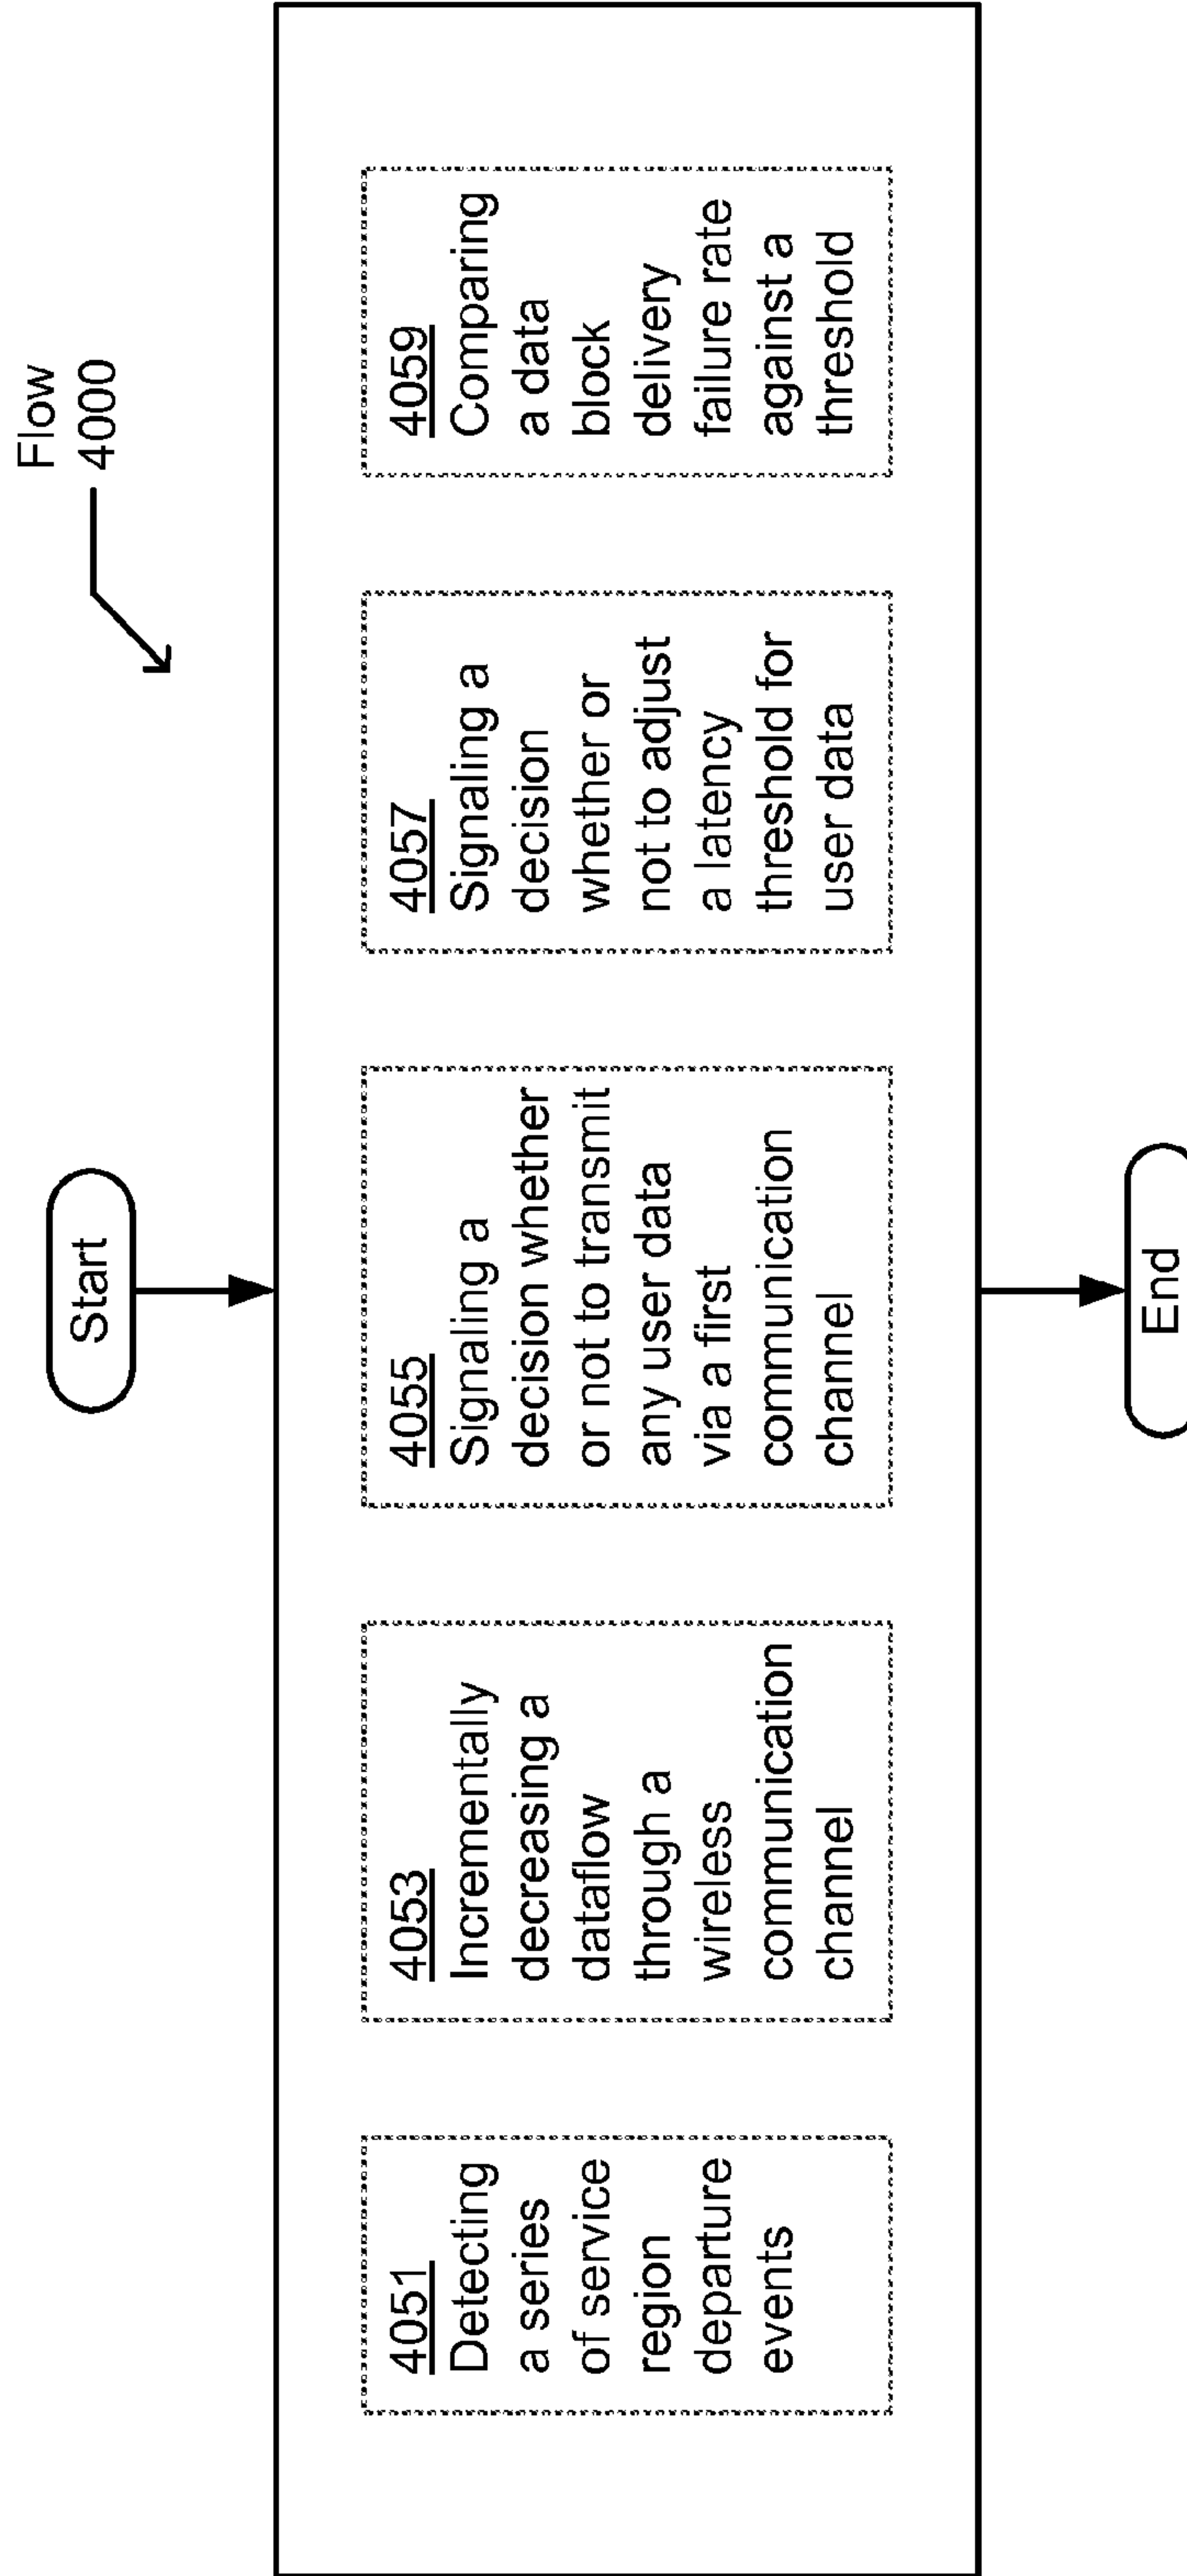 Flow
4000
Start
4051
Detecting
a series
of service
region
departure
events
4053
Incrementally
decreasing a
dataflow
through a
wireless
communication
channel
4055
Signaling a
decision whether
or not to transmit
any user data
via a first
communication
channel
4057
Signaling a
decision
whether or
not to adjust
a latency
threshold for
user data
4059
Comparing
a data
block
delivery
failure rate
against a
threshold
End